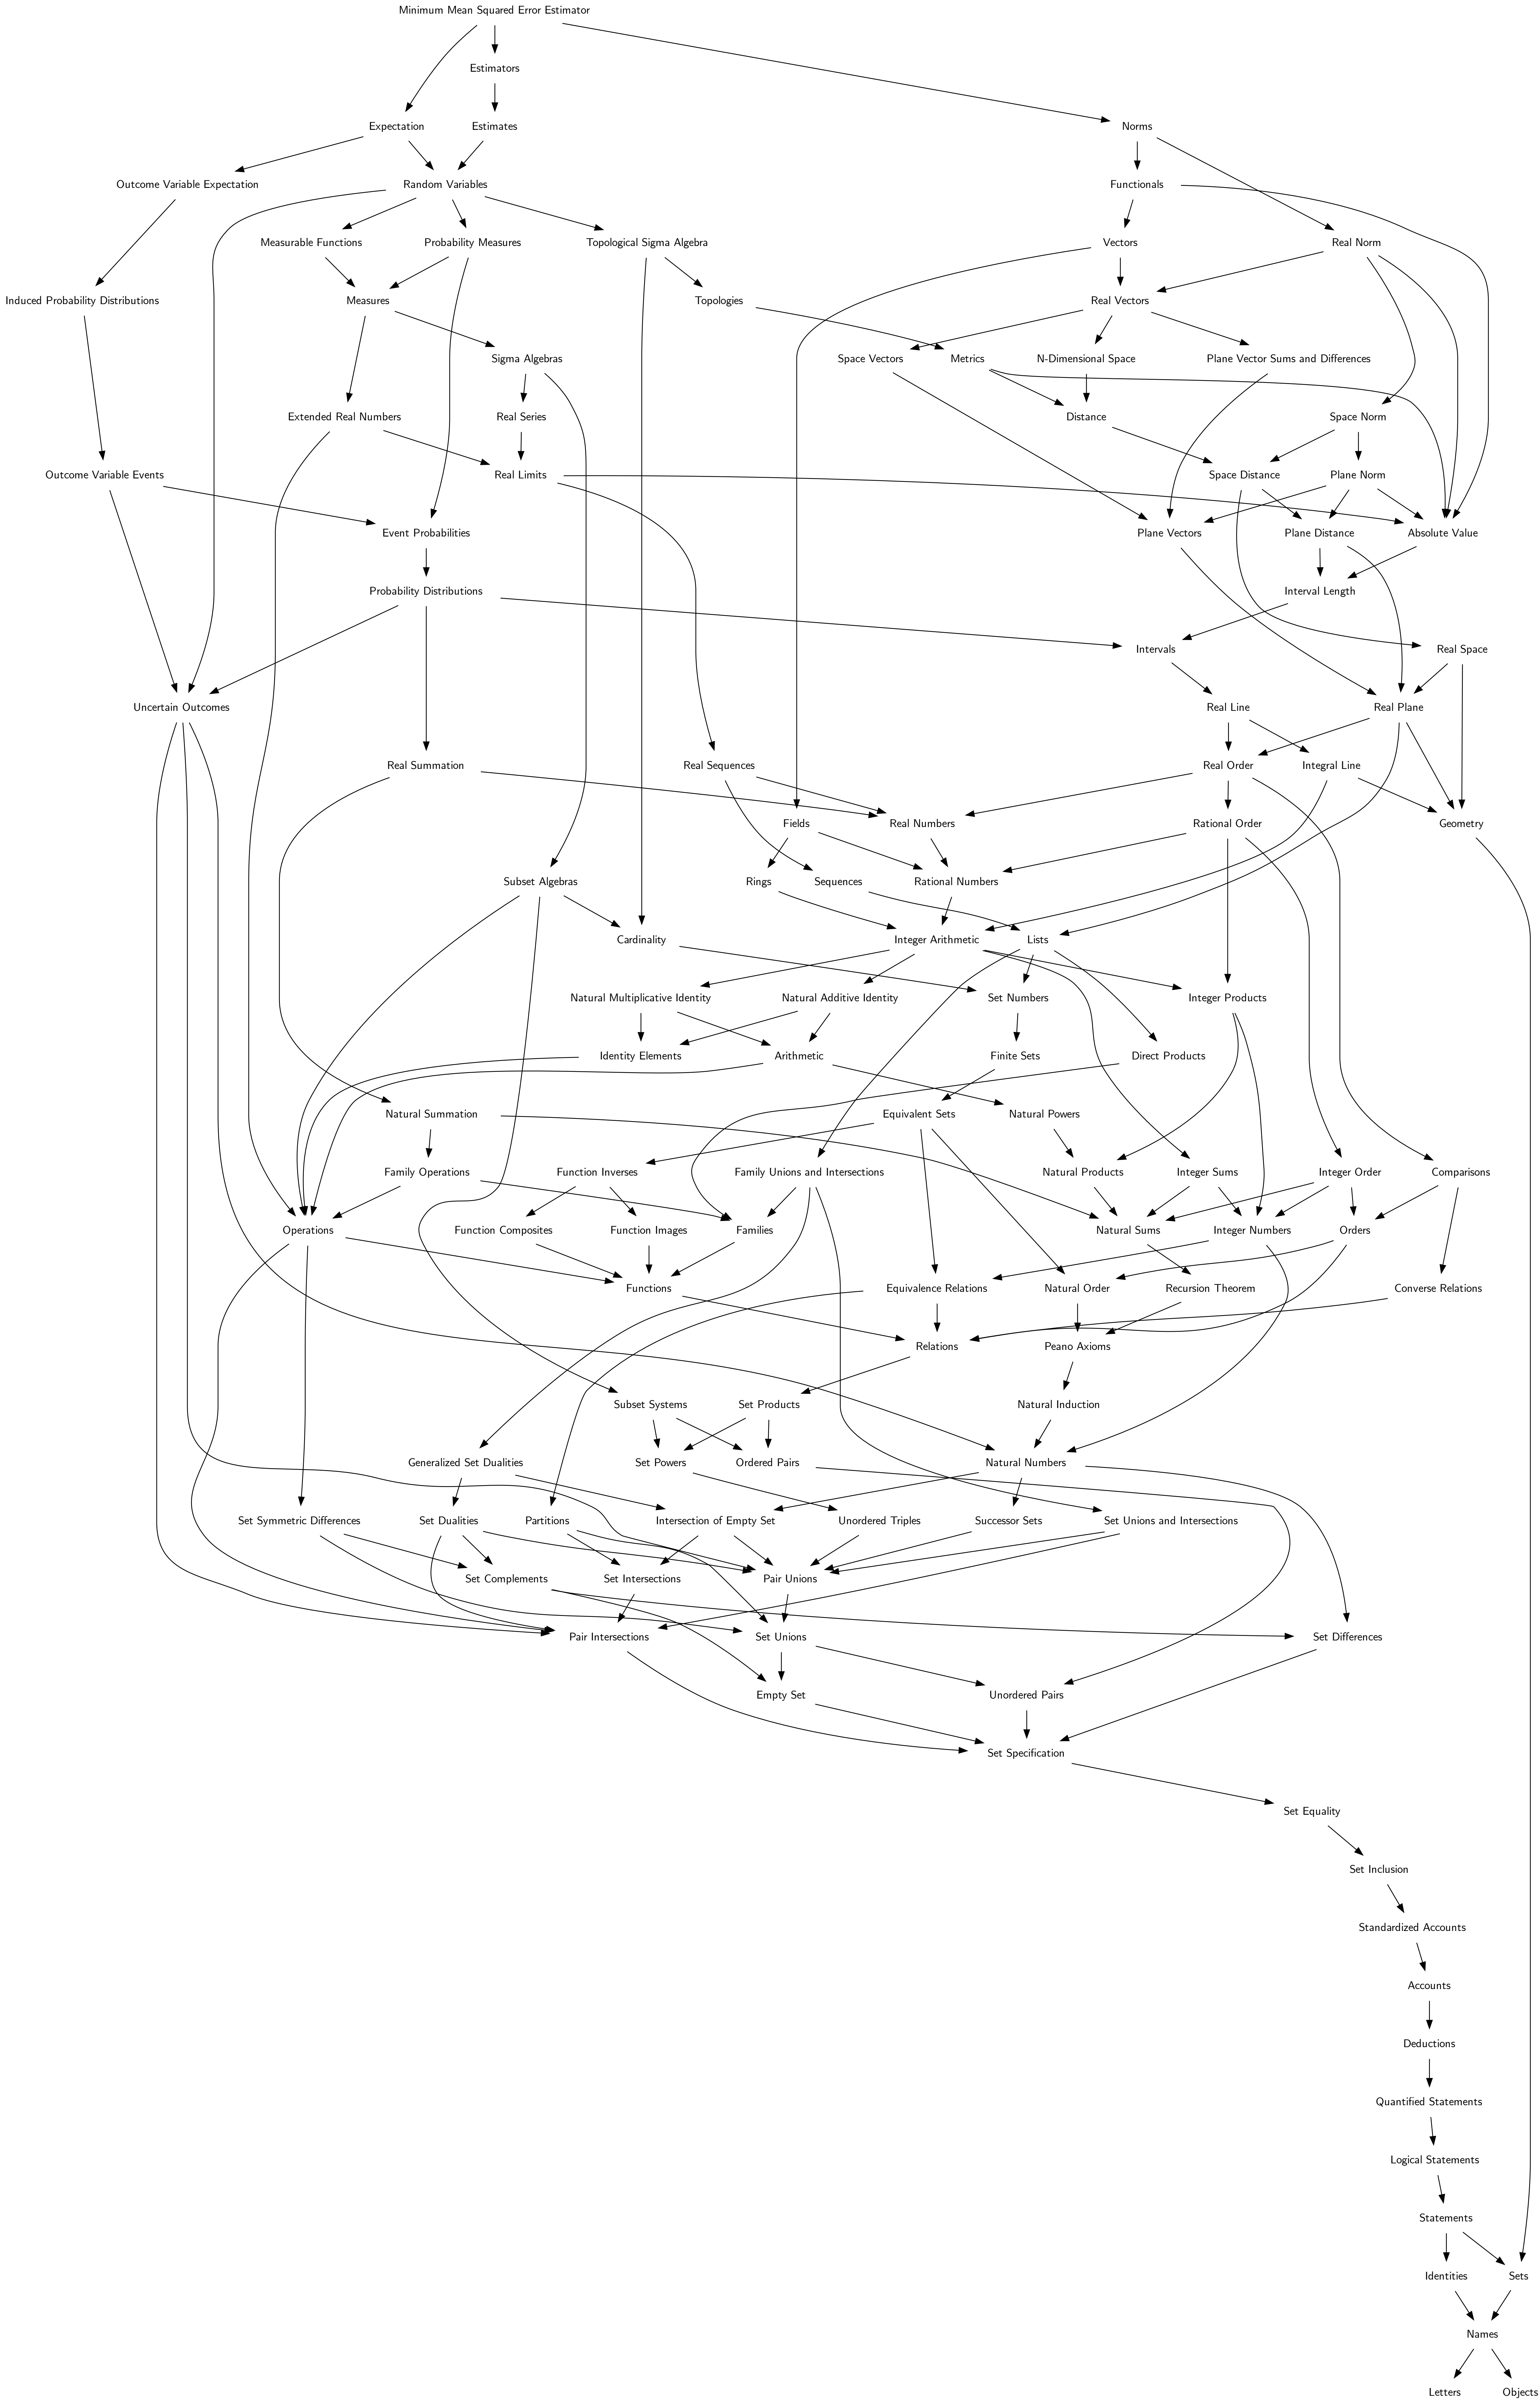 Minimum Mean Squared Error Estimator
Estimators
Expectation
Estimates
Norms
Outcome Variable Expectation
Random Variables
Functionals
Measurable Functions
Probability Measures
Topological Sigma Algebra
Vectors
Real Norm
Induced Probability Distributions
Measures
Topologies
Real Vectors
Sigma Algebras
Space Vectors
Metrics
N-Dimensional Space
Plane Vector Sums and Differences
Extended Real Numbers
Real Series
Distance
Space Norm
Outcome Variable Events
Real Limits
Space Distance
Plane Norm
Event Probabilities
Plane Vectors
Plane Distance
Absolute Value
Probability Distributions
Interval Length
Intervals
Real Space
Uncertain Outcomes
Real Line
Real Plane
Real Summation
Real Sequences
Real Order
Integral Line
Fields
Real Numbers
Rational Order
Geometry
Subset Algebras
Rings
Sequences
Rational Numbers
Cardinality
Integer Arithmetic
Lists
Natural Multiplicative Identity
Natural Additive Identity
Set Numbers
Integer Products
Identity Elements
Arithmetic
Finite Sets
Direct Products
Natural Summation
Equivalent Sets
Natural Powers
Family Operations
Function Inverses
Family Unions and Intersections
Natural Products
Integer Sums
Integer Order
Comparisons
Operations
Function Composites
Function Images
Families
Natural Sums
Integer Numbers
Orders
Functions
Equivalence Relations
Natural Order
Recursion Theorem
Converse Relations
Relations
Peano Axioms
Subset Systems
Set Products
Natural Induction
Generalized Set Dualities
Set Powers
Ordered Pairs
Natural Numbers
Set Symmetric Differences
Set Dualities
Partitions
Intersection of Empty Set
Unordered Triples
Successor Sets
Set Unions and Intersections
Set Complements
Set Intersections
Pair Unions
Pair Intersections
Set Unions
Set Differences
Empty Set
Unordered Pairs
Set Specification
Set Equality
Set Inclusion
Standardized Accounts
Accounts
Deductions
Quantified Statements
Logical Statements
Statements
Identities
Sets
Names
Letters
Objects